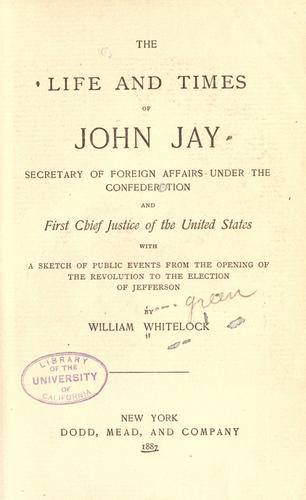 THE
LIFE AND TIMES
OF
JOHN JAY
SECRETARY OF FOREIGN AFFAIRS UNDER THE
CONFEDERATION
AND
First Chief Justice of the United States
WITH
A SKETCH OF PUBLIC EVENTS FROM THE OPENING OF
THE REVOLUTION TO THE ELECTION
OF JEFFERSON
green
BY
WILLIAM WHITELOCK
LIBRARY
OF THE
UNIVERSITY
OF
CALIFORNIA
NEW YORK
DODD, MEAD, AND COMPANY
1887